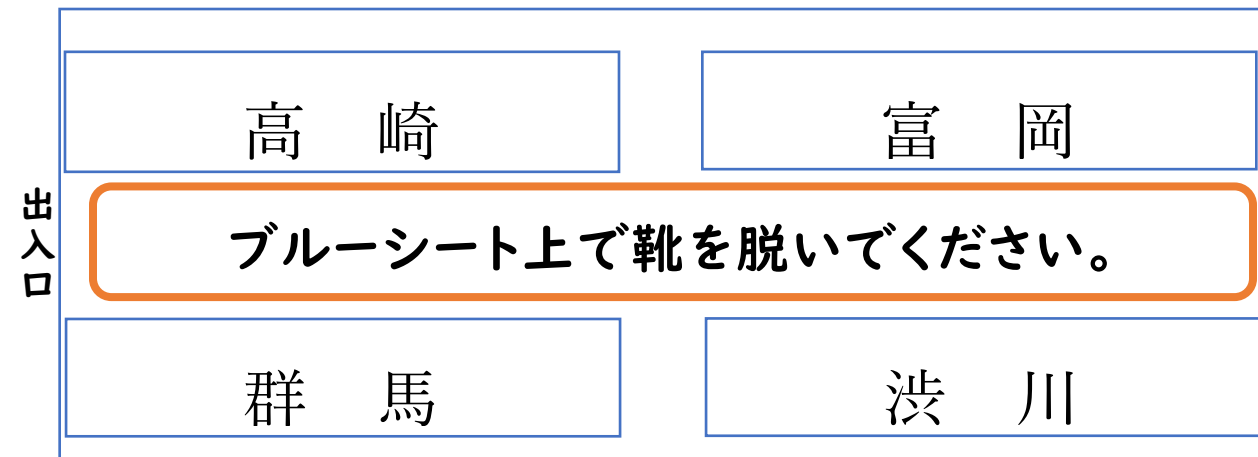 高 崎
富 岡
出入口
ブルーシート上で靴を脱いでください。
群 馬
渋 川